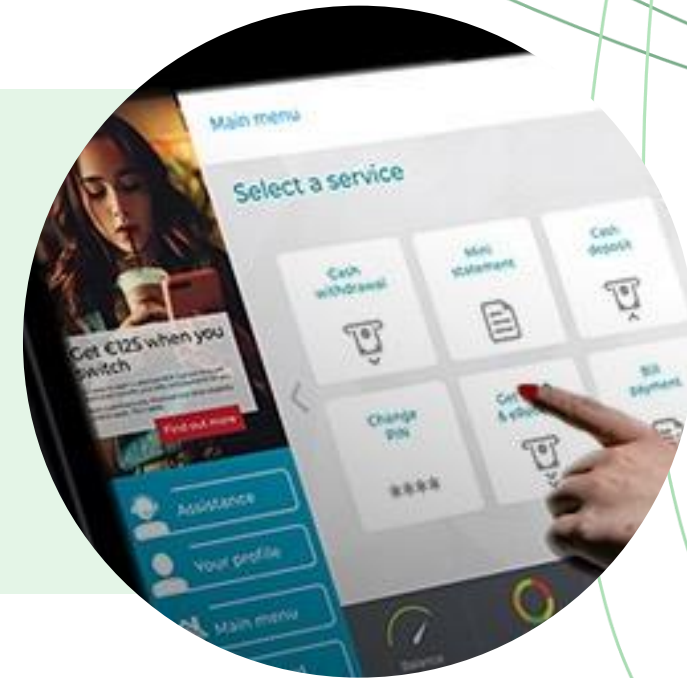 Main menu
Select a service
Cash
withdrawal
Mini
statement
Cash
deposit
Change
PIN
****
Bill
payment
Get €125 when you
switch
Find out more
Assistance
Your profile
Main menu
Balance